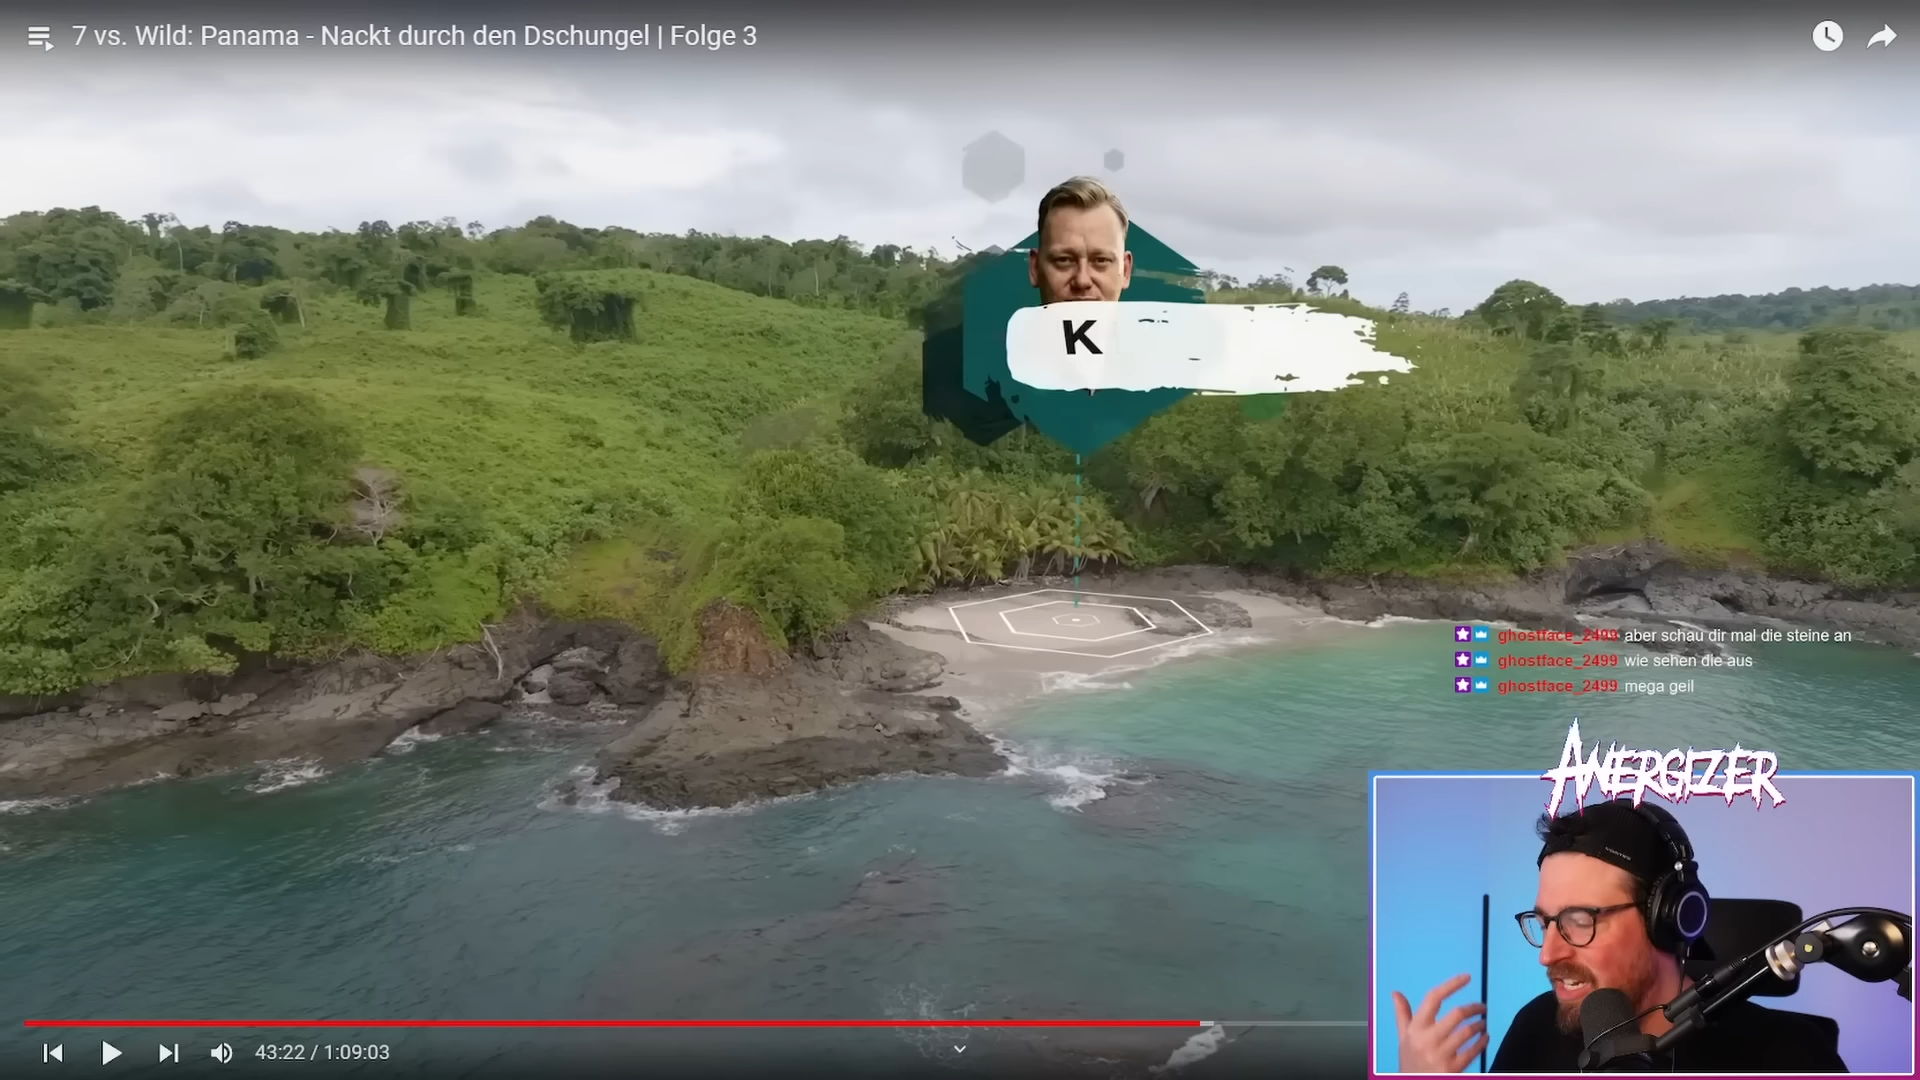 7 vs. Wild: Panama - Nackt durch den Dschungel | Folge 3
K
ghostface_2499 aber schau dir mal die steine an
ghostface_2499 wie sehen die aus
ghostface_2499 mega geil
AWERGIZER
43:22 / 1:09:03